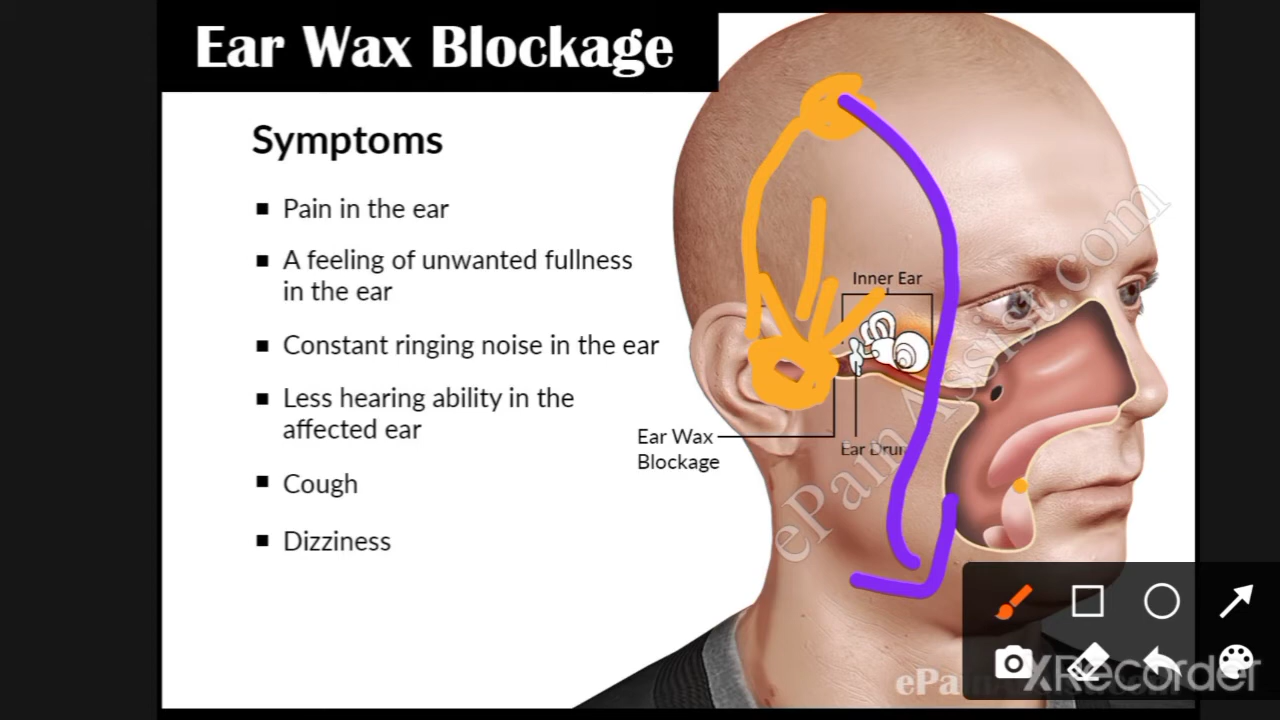 Ear Wax Blockage
Symptoms
■ Pain in the ear
■ A feeling of unwanted fullness
in the ear
■ Constant ringing noise in the ear
■ Less hearing ability in the
affected ear
■ Cough
■ Dizziness
Inner Ear
Ear Wax
Blockage
Ear Drum
ePainAssist.com
XRecorder